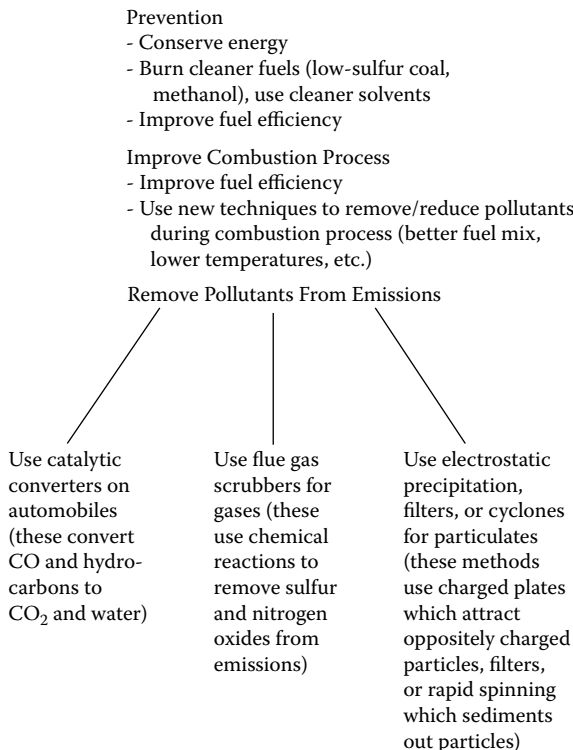 Prevention
- Conserve energy
- Burn cleaner fuels (low-sulfur coal,
methanol), use cleaner solvents
- Improve fuel efficiency
Improve Combustion Process
- Improve fuel efficiency
- Use new techniques to remove/reduce pollutants
during combustion process (better fuel mix,
lower temperatures, etc.)
Remove Pollutants From Emissions
Use catalytic
converters on
automobiles
(these convert
CO and hydro-
carbons to
CO₂ and water)
Use flue gas
scrubbers for
gases (these
use chemical
reactions to
remove sulfur
and nitrogen
oxides from
emissions)
Use electrostatic
precipitation,
filters, or cyclones
for particulates
(these methods
use charged plates
which attract
oppositely charged
particles, filters,
or rapid spinning
which sediments
out particles)